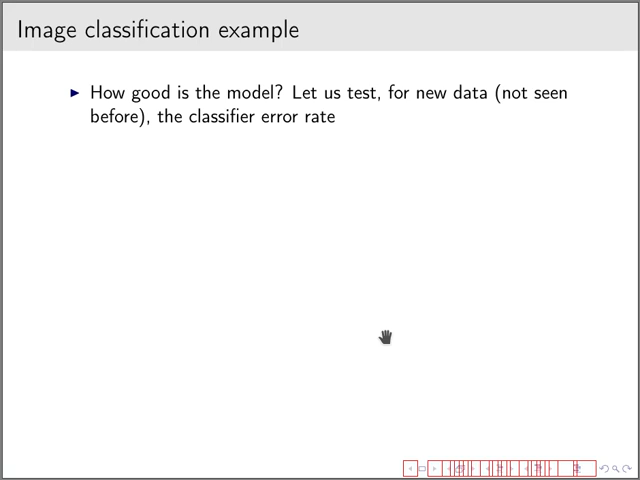 Image classification example
How good is the model? Let us test, for new data (not seen
before), the classifier error rate